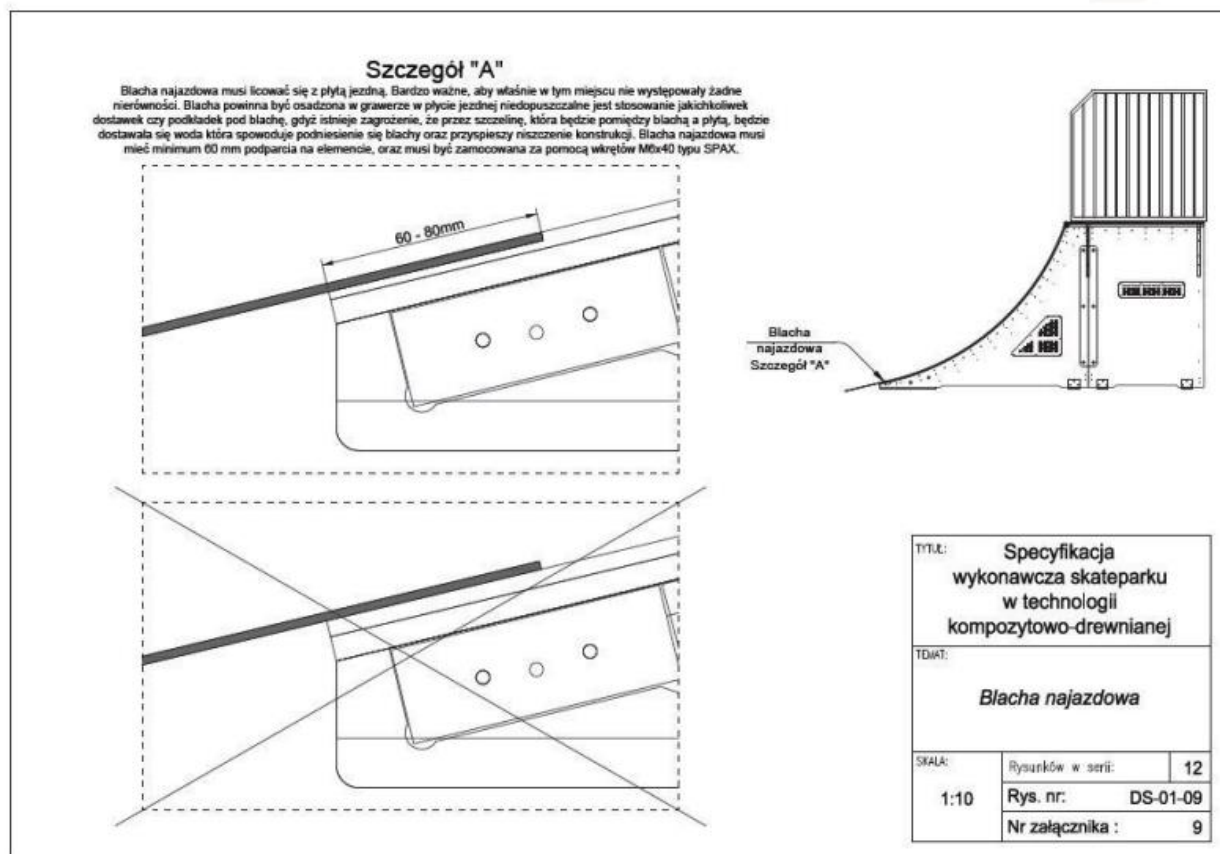 Szczegół "A"
Blacha najazdowa musi licować się z płytą jezdną. Bardzo ważne, aby właśnie w tym miejscu nie występowały żadne
nierówności. Blacha powinna być osadzona w grawerze w płycie jezdnej niedopuszczalne jest stosowanie jakichkoliwek
dostawek czy podkładek pod blachę, gdyż istnieje zagrożenie, że przez szczelinę, która będzie pomiędzy blachą a płytą, będzie
dostawała się woda która spowoduje podniesienie się blachy oraz przyspieszy niszczenie konstrukcji. Blacha najazdowa musi
mieć minimum 60 mm podparcia na elemencie, oraz musi być zamocowana za pomocą wkrętów M6x40 typu SPAX.
60 - 80mm
Blacha
najazdowa
Szczegół "A"
TYTUŁ:
Specyfikacja
wykonawcza skateparku
w technologii
kompozytowo-drewnianej
TEMAT:
Blacha najazdowa
SKALA:
1:10
Rysunków w serii: 12
Rys. nr: DS-01-09
Nr załącznika : 9